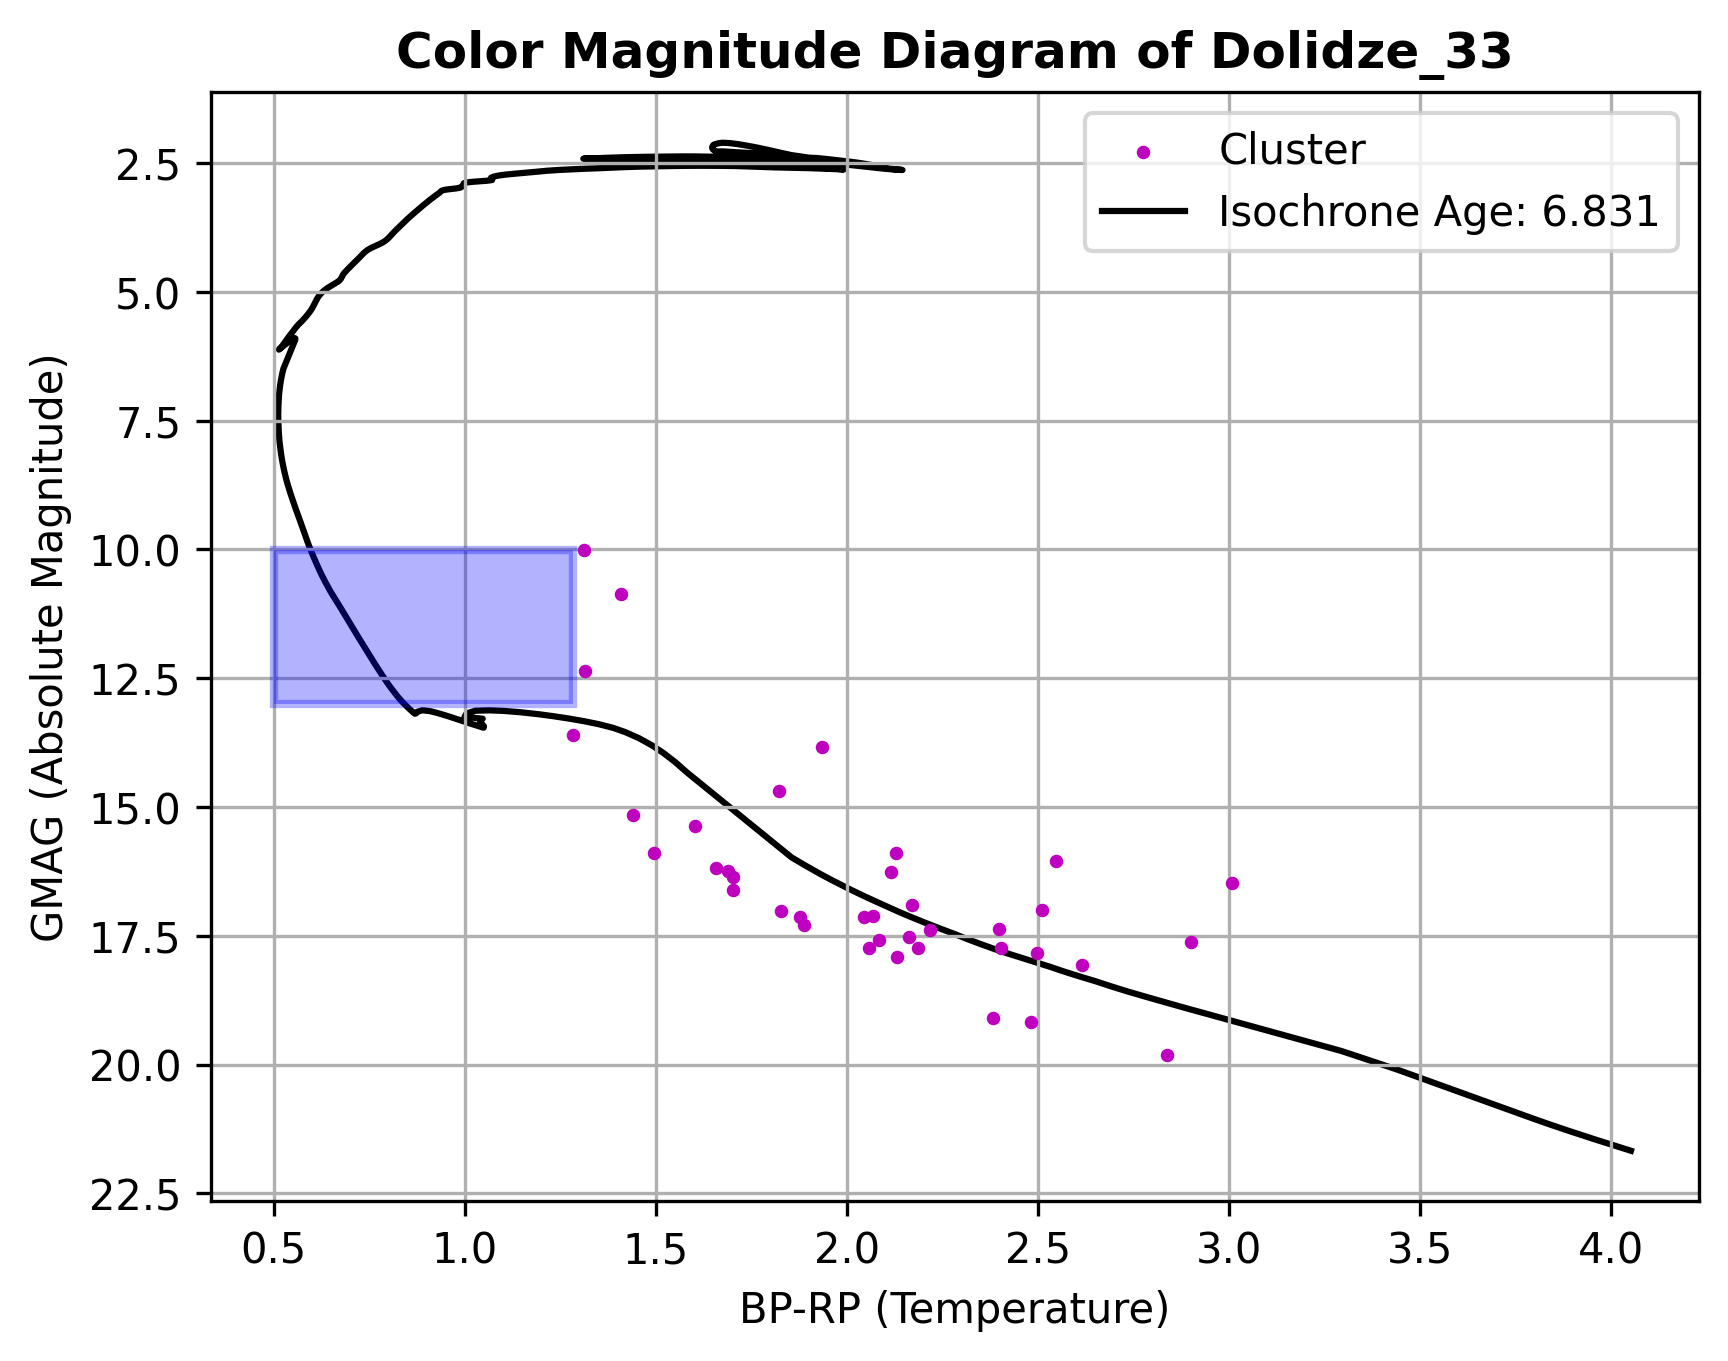 Color Magnitude Diagram of Dolidze_33
Cluster
Isochrone Age: 6.831
GMAG (Absolute Magnitude)
2.5
5.0
7.5
10.0
12.5
15.0
17.5
20.0
22.5
0.5 1.0 1.5 2.0 2.5 3.0 3.5 4.0
BP-RP (Temperature)